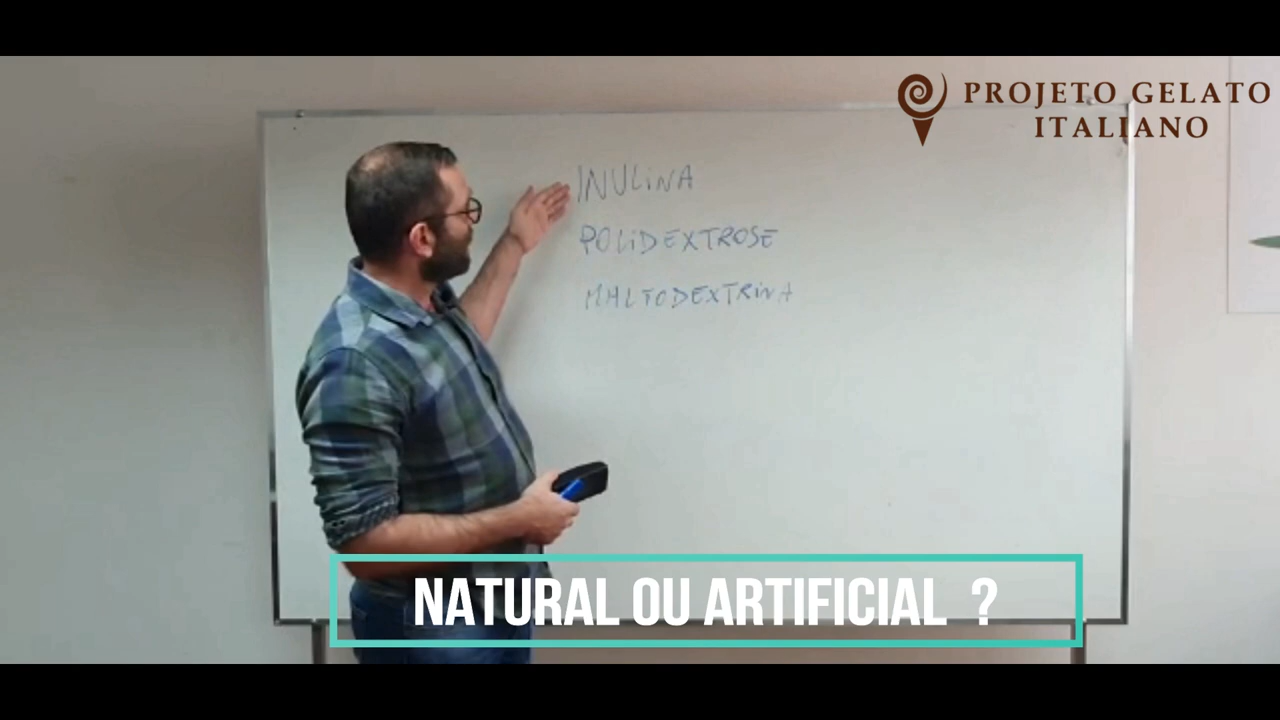 PROJETO GELATO
ITALIANO
INULINA
POLIDEXTROSE
MALTODEXTRINA
NATURAL OU ARTIFICIAL ?